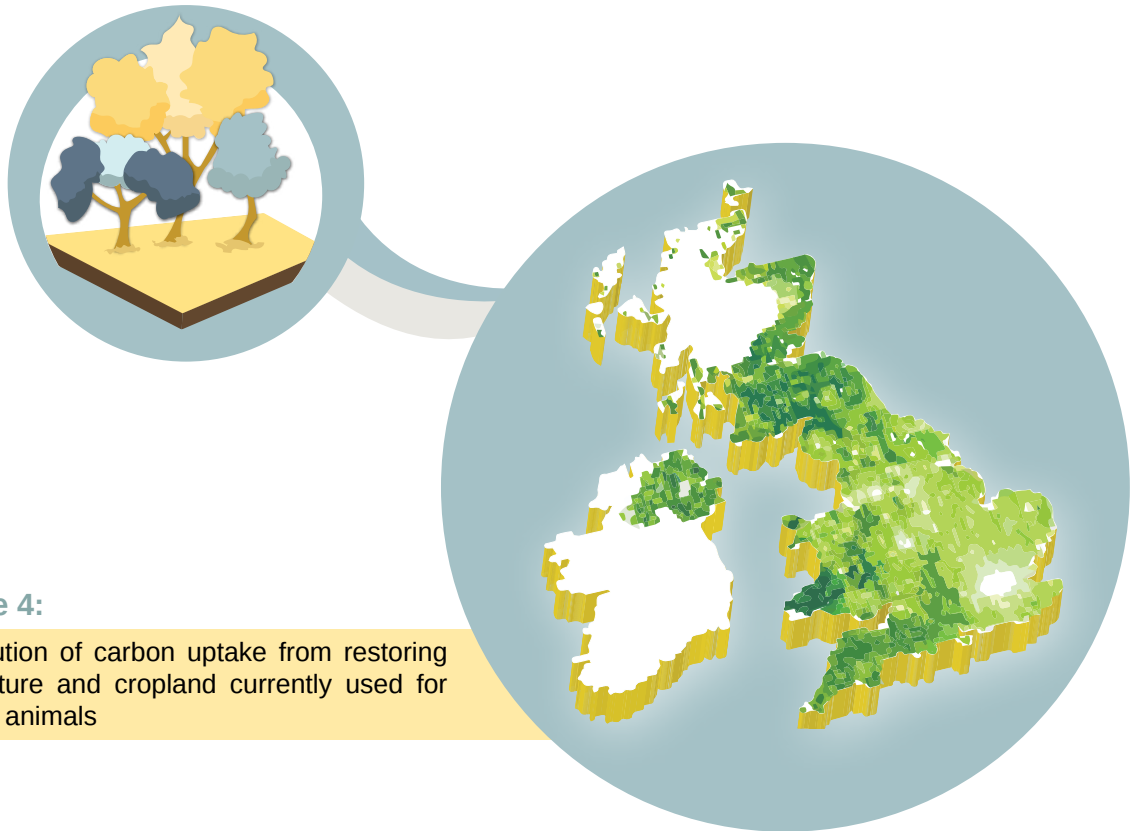 e 4:
ution of carbon uptake from restoring
ture and cropland currently used for
animals